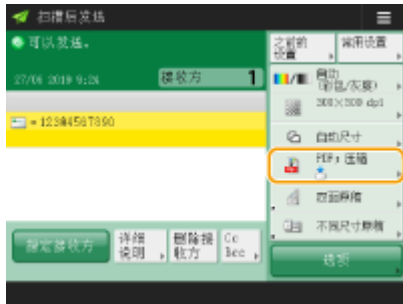 扫描后发送
可以发送。
27/06 2019 9:26
接收方 1
= 1234567890
指定接收方
详细
说明
删除接
收方
Cc
Bcc
之前的
设置
常用设置
自动
(彩色/灰度)
300×300 dpi
自动尺寸
PDF; 压缩
双面原稿
不同尺寸原稿
选项